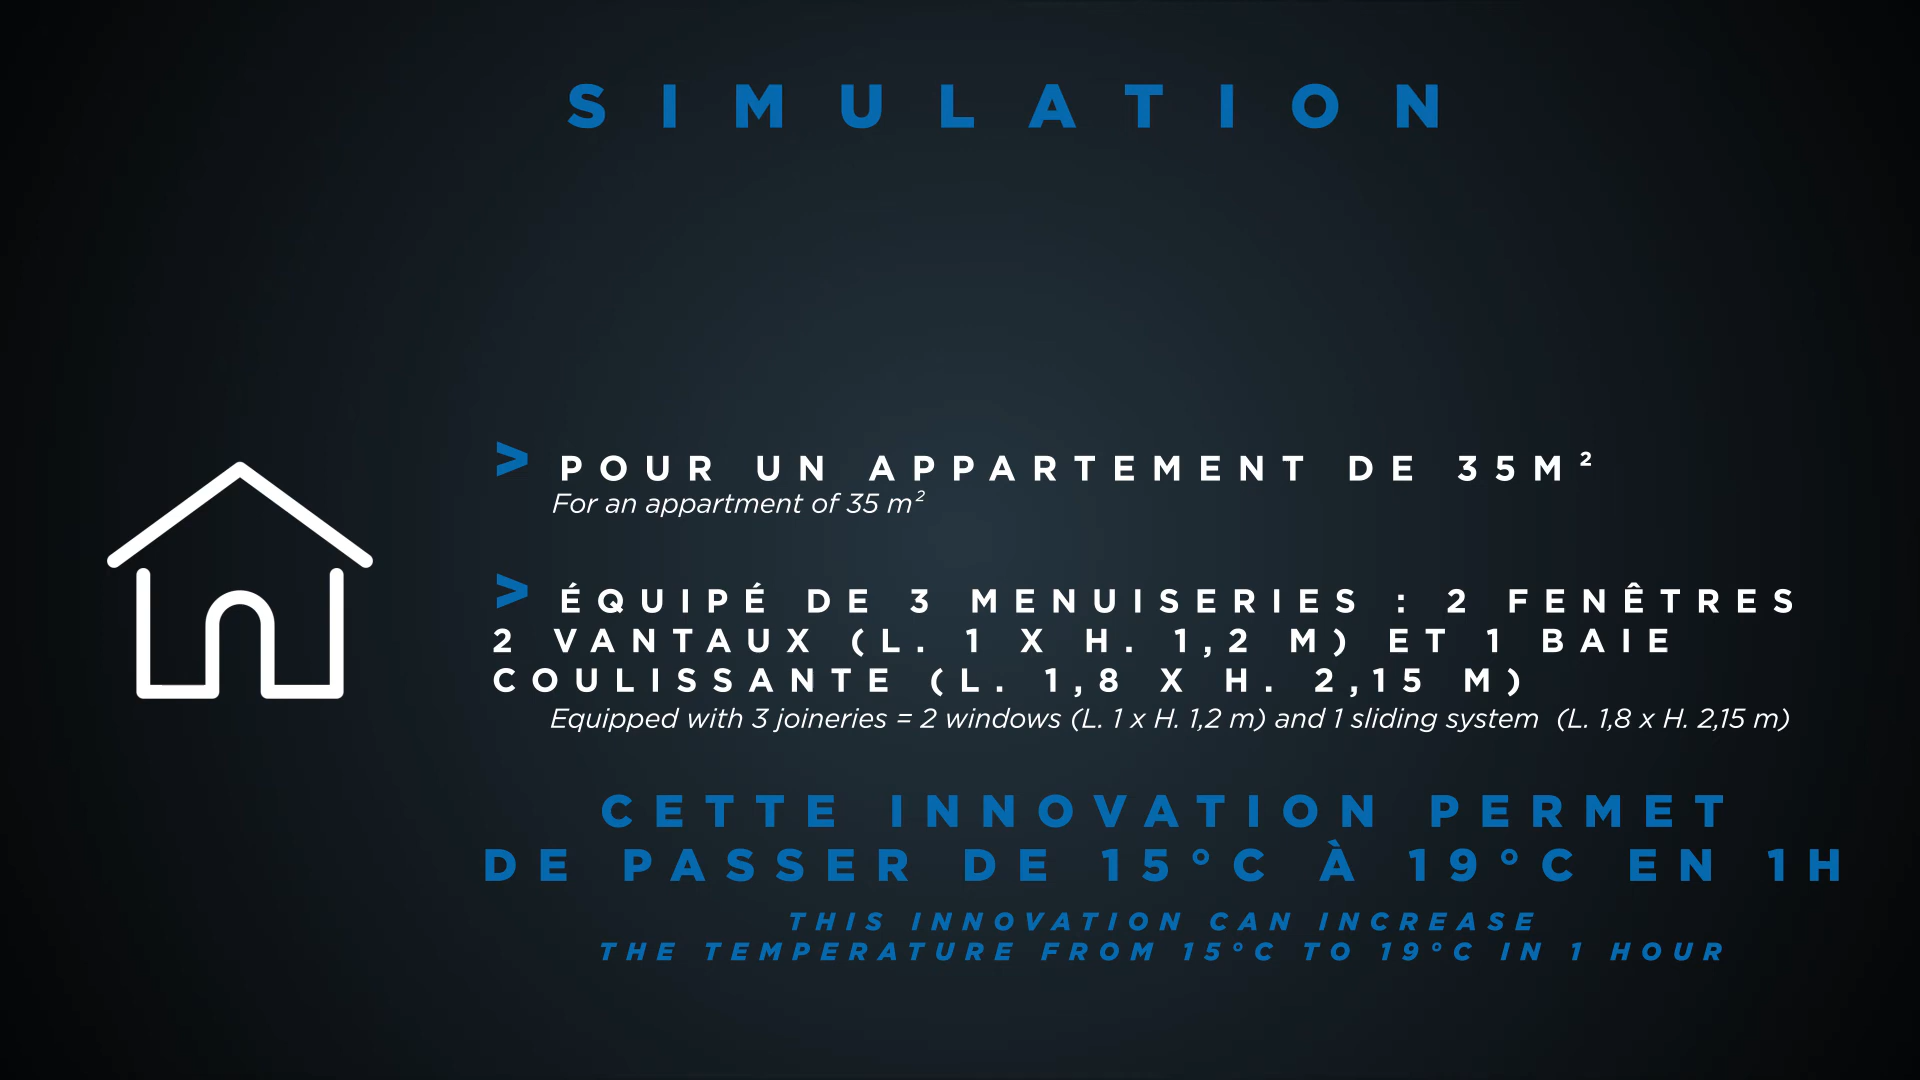 SIMULATION
> POUR UN APPARTEMENT DE 35M²
For an appartment of 35 m²
> ÉQUIPÉ DE 3 MENUISERIES : 2 FENÊTRES
2 VANTAUX (L. 1 X H. 1,2 M) ET 1 BAIE
COULISSANTE (L. 1,8 X H. 2,15 M)
Equipped with 3 joineries = 2 windows (L. 1 x H. 1,2 m) and 1 sliding system (L. 1,8 x H. 2,15 m)
CETTE INNOVATION PERMET
DE PASSER DE 15°C À 19°C EN 1H
THIS INNOVATION CAN INCREASE
THE TEMPERATURE FROM 15°C TO 19°C IN 1 HOUR